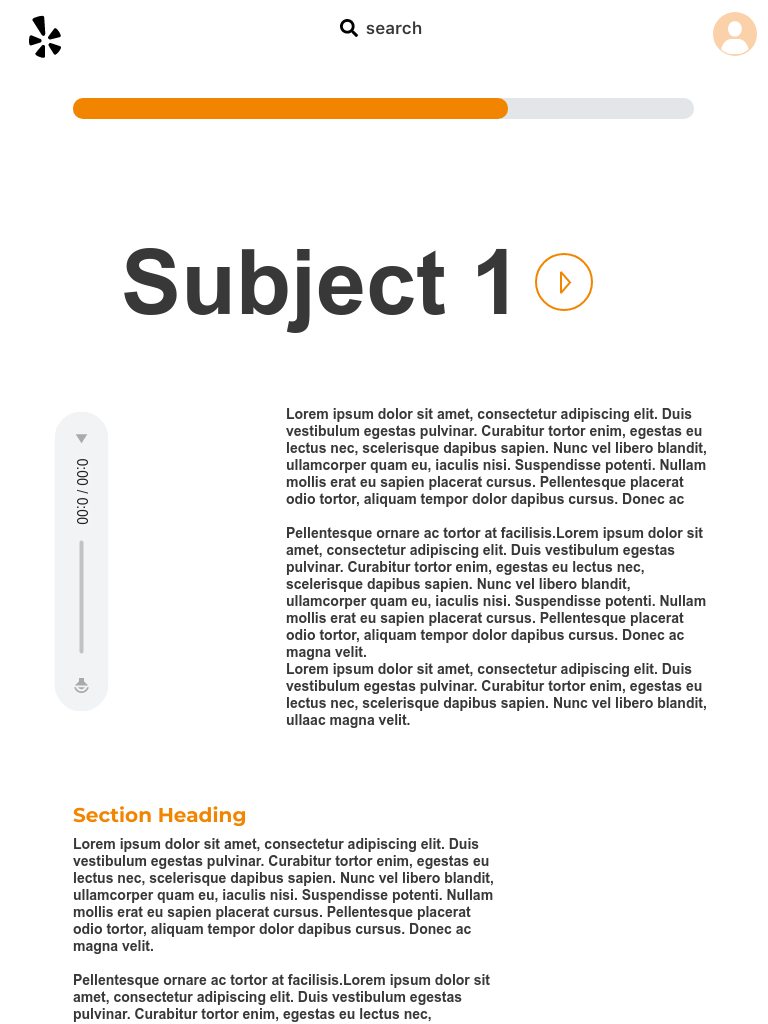 search
Subject 1
0:00 / 0:00
Lorem ipsum dolor sit amet, consectetur adipiscing elit. Duis
vestibulum egestas pulvinar. Curabitur tortor enim, egestas eu
lectus nec, scelerisque dapibus sapien. Nunc vel libero blandit,
ullamcorper quam eu, iaculis nisi. Suspendisse potenti. Nullam
mollis erat eu sapien placerat cursus. Pellentesque placerat
odio tortor, aliquam tempor dolor dapibus cursus. Donec ac
Pellentesque ornare ac tortor at facilisis.Lorem ipsum dolor sit
amet, consectetur adipiscing elit. Duis vestibulum egestas
pulvinar. Curabitur tortor enim, egestas eu lectus nec,
scelerisque dapibus sapien. Nunc vel libero blandit,
ullamcorper quam eu, iaculis nisi. Suspendisse potenti. Nullam
mollis erat eu sapien placerat cursus. Pellentesque placerat
odio tortor, aliquam tempor dolor dapibus cursus. Donec ac
magna velit.
Lorem ipsum dolor sit amet, consectetur adipiscing elit. Duis
vestibulum egestas pulvinar. Curabitur tortor enim, egestas eu
lectus nec, scelerisque dapibus sapien. Nunc vel libero blandit,
ullaac magna velit.
Section Heading
Lorem ipsum dolor sit amet, consectetur adipiscing elit. Duis
vestibulum egestas pulvinar. Curabitur tortor enim, egestas eu
lectus nec, scelerisque dapibus sapien. Nunc vel libero blandit,
ullamcorper quam eu, iaculis nisi. Suspendisse potenti. Nullam
mollis erat eu sapien placerat cursus. Pellentesque placerat
odio tortor, aliquam tempor dolor dapibus cursus. Donec ac
magna velit.
Pellentesque ornare ac tortor at facilisis.Lorem ipsum dolor sit
amet, consectetur adipiscing elit. Duis vestibulum egestas
pulvinar. Curabitur tortor enim, egestas eu lectus nec,